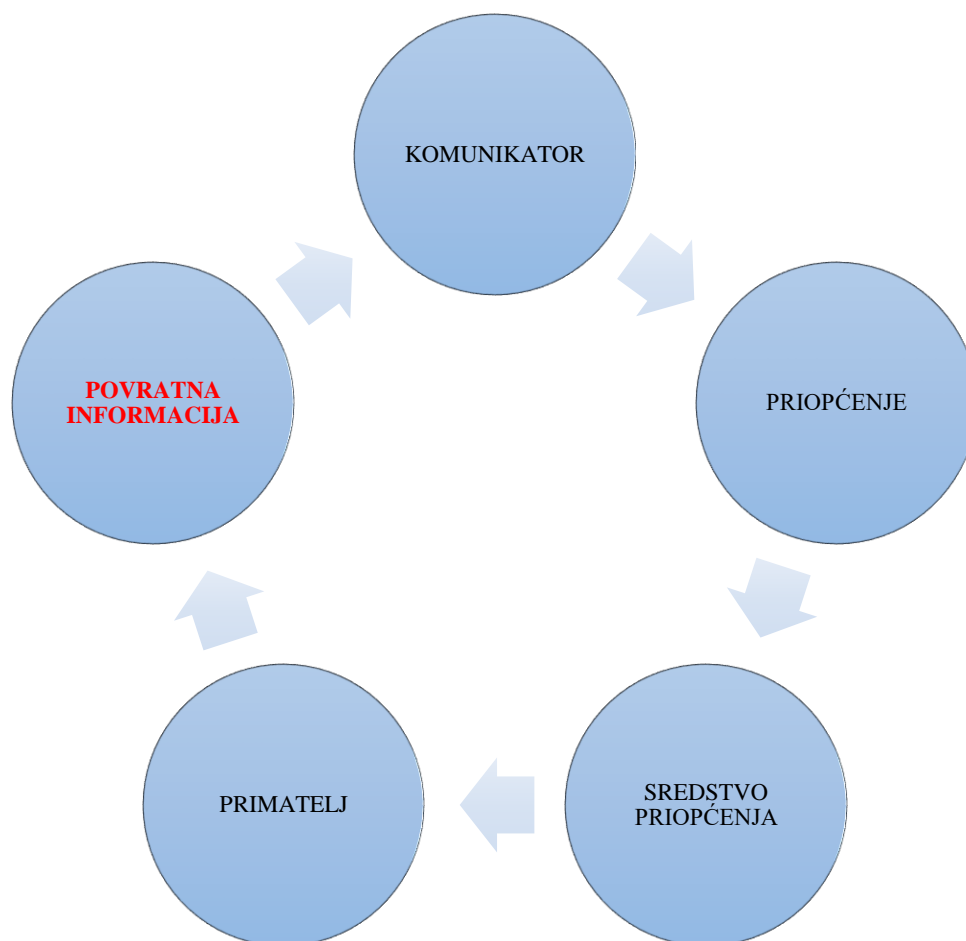 KOMUNIKATOR
PRIOPĆENJE
SREDSTVO
PRIOPĆENJA
PRIMATELJ
POVRATNA
INFORMACIJA